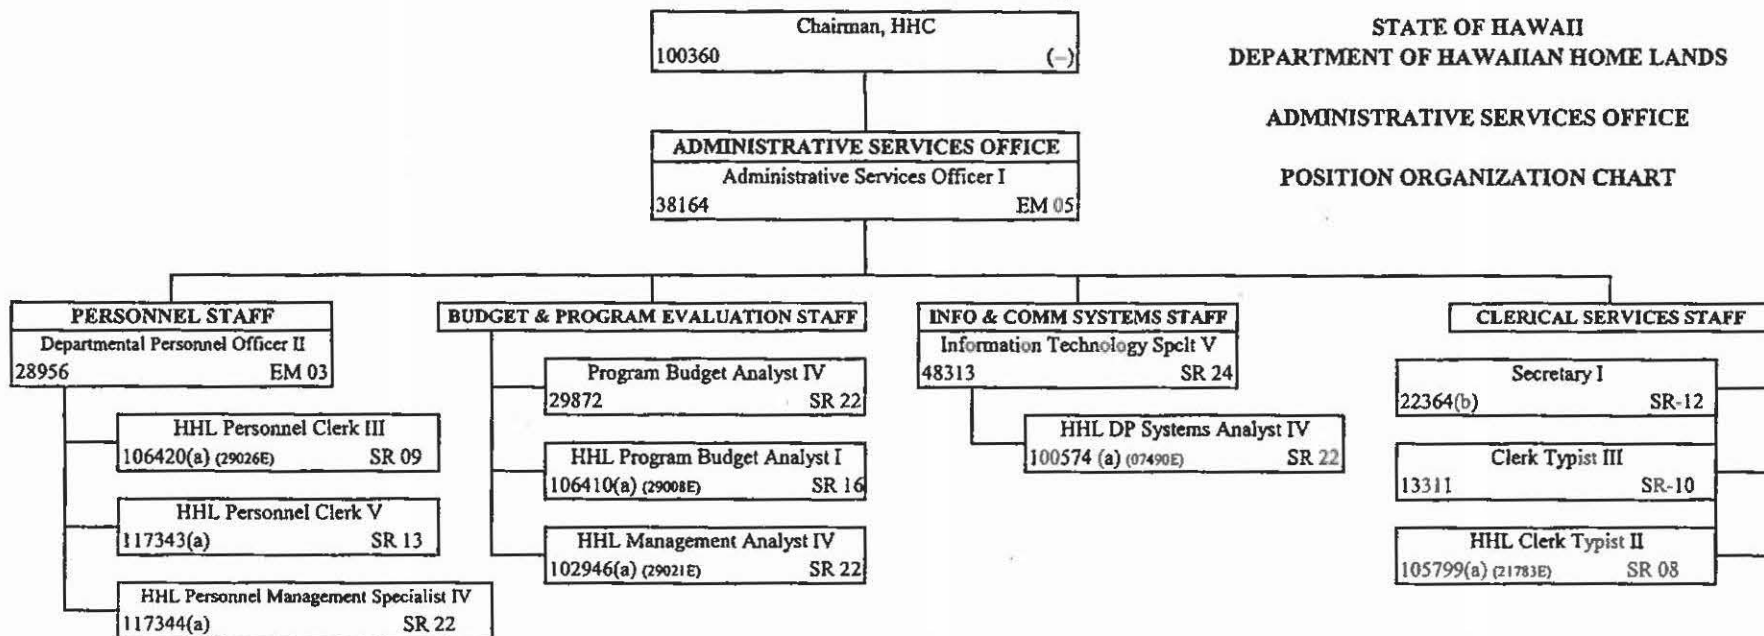 Chairman, HHC
100360 (-)
STATE OF HAWAII
DEPARTMENT OF HAWAIIAN HOME LANDS
ADMINISTRATIVE SERVICES OFFICE
POSITION ORGANIZATION CHART
ADMINISTRATIVE SERVICES OFFICE
Administrative Services Officer I
38164 EM 05
PERSONNEL STAFF
Departmental Personnel Officer II
28956 EM 03
HHL Personnel Clerk III
106420(a) (29026E) SR 09
HHL Personnel Clerk V
117343(a) SR 13
HHL Personnel Management Specialist IV
117344(a) SR 22
BUDGET & PROGRAM EVALUATION STAFF
Program Budget Analyst IV
29872 SR 22
HHL Program Budget Analyst I
106410(a) (29008E) SR 16
HHL Management Analyst IV
102946(a) (29021E) SR 22
INFO & COMM SYSTEMS STAFF
Information Technology Spclt V
48313 SR 24
HHL DP Systems Analyst IV
100574 (a) (07490E) SR 22
CLERICAL SERVICES STAFF
Secretary I
22364(b) SR-12
Clerk Typist III
13311 SR-10
HHL Clerk Typist II
105799(a) (21783E) SR 08